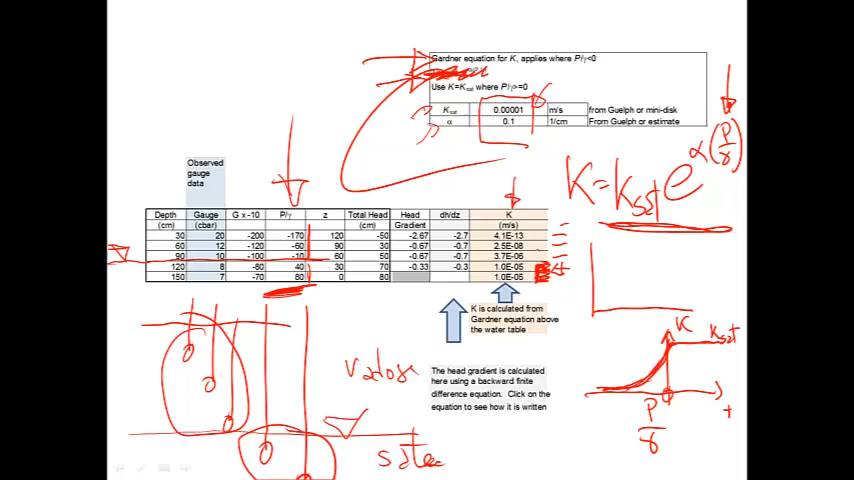 Gardner equation for K, applies where P/γ<0
Use K=Ksat where P/γ>=0
Ksat 0.00001 m/s from Guelph or mini-disk
α 0.1 1/cm From Guelph or estimate
K = Ksat e α(P/γ)
Observed
gauge
data
Depth Gauge G x -10 P/γ z Total Head Head dh/dz K
(cm) (cbar) (cm) Gradient (m/s)
30 20 -200 -170 120 -50 -2.67 -2.7 4.1E-13
60 12 -120 -60 90 30 -0.67 -0.7 2.5E-08
90 10 -100 -10 60 50 -0.67 -0.7 3.7E-06
120 8 -80 40 30 70 -0.33 -0.3 1.0E-05
150 7 -70 80 0 80 1.0E-05
K is calculated from
Gardner equation above
the water table
The head gradient is calculated
here using a backward finite
difference equation. Click on the
equation to see how it is written
Vadose
K Ksat
P/γ +